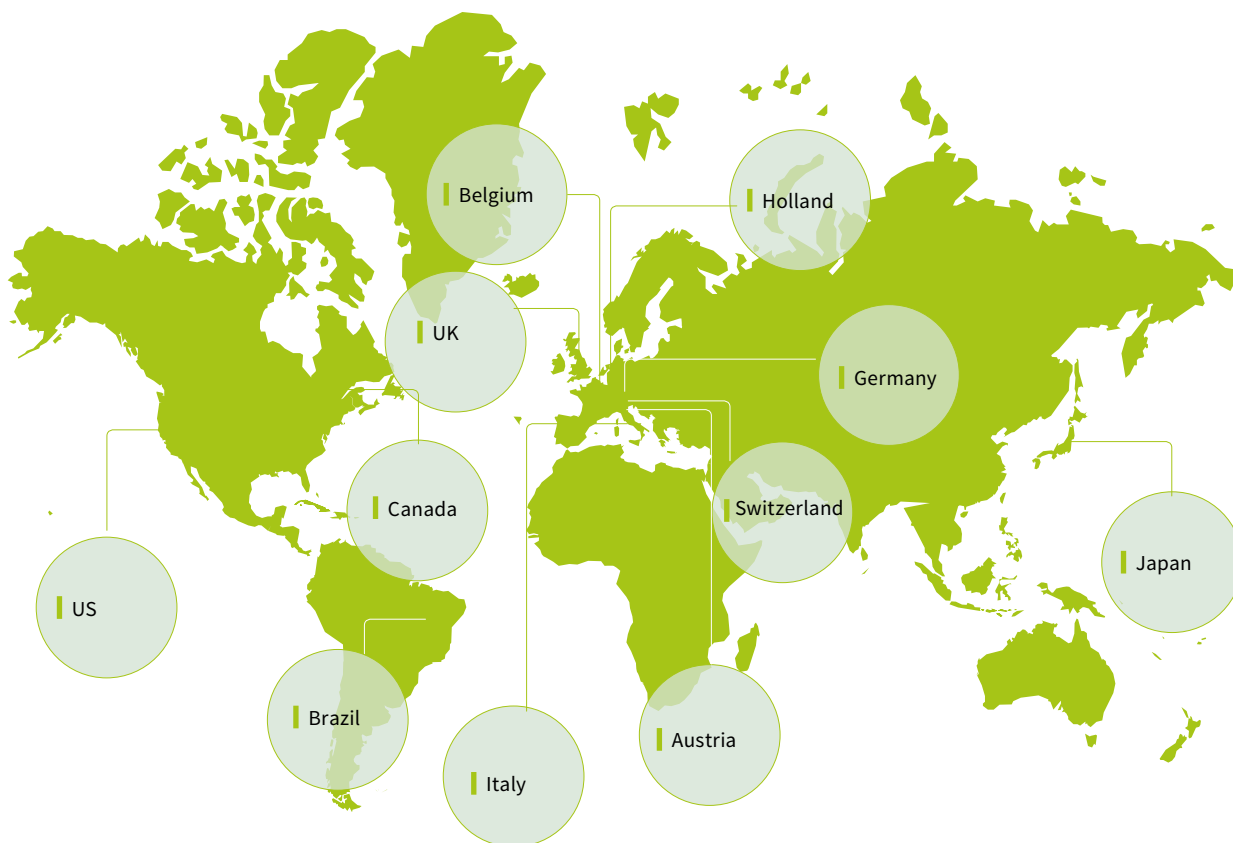 Belgium
Holland
UK
Germany
Canada
Switzerland
Japan
US
Brazil
Austria
Italy